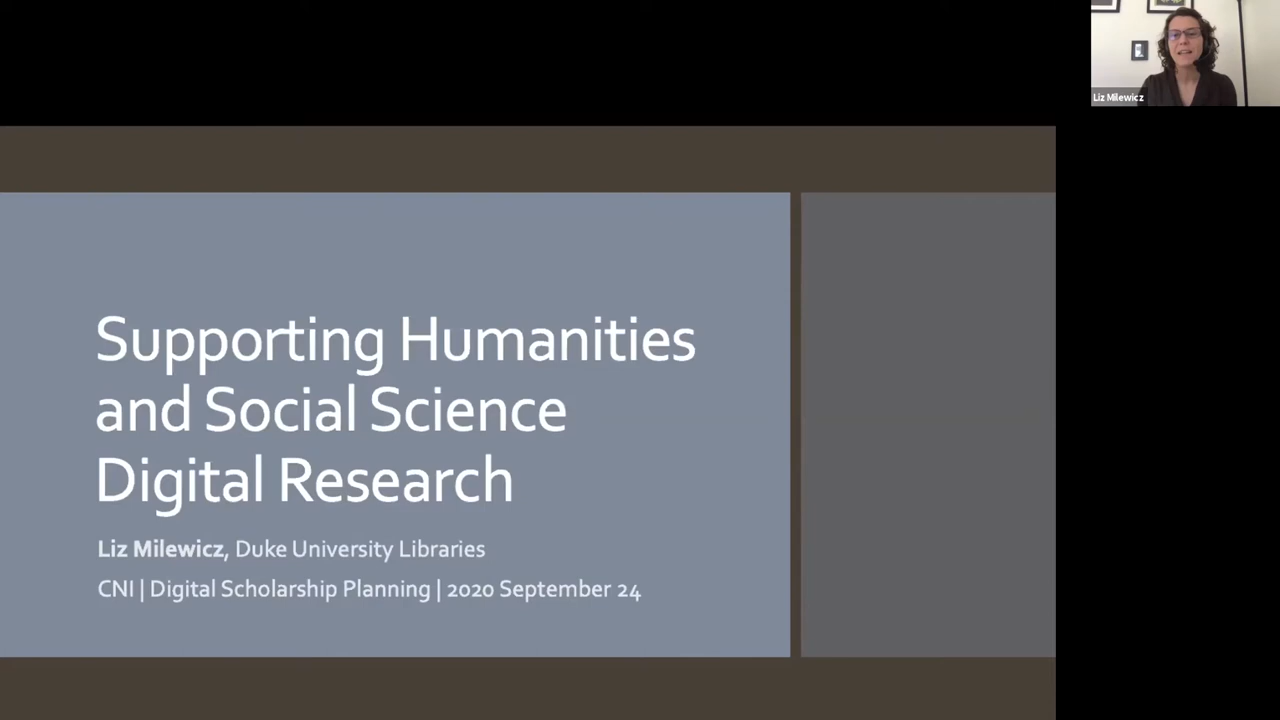 Liz Milewicz
Supporting Humanities
and Social Science
Digital Research
Liz Milewicz, Duke University Libraries
CNI | Digital Scholarship Planning | 2020 September 24